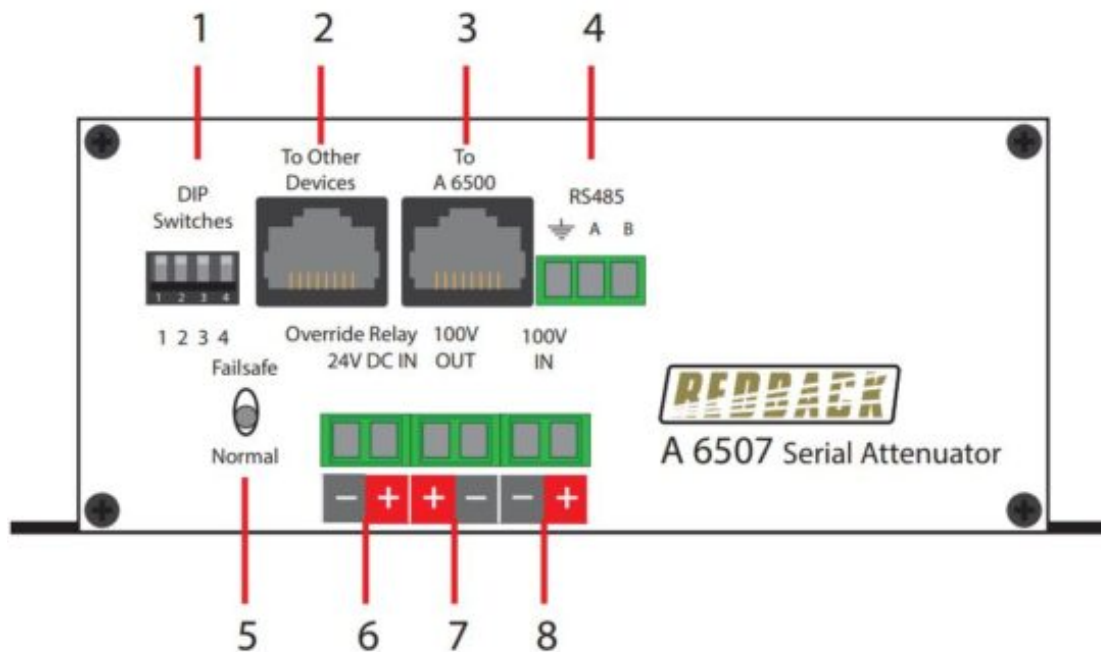 1 2 3 4
To Other
Devices
To
A 6500
DIP
Switches
RS485
A B
1 2 3 4
1 2 3 4
Override Relay
24V DC IN
100V
OUT
100V
IN
Failsafe
Normal
REDBACK
A 6507 Serial Attenuator
− + + − − +
5 6 7 8